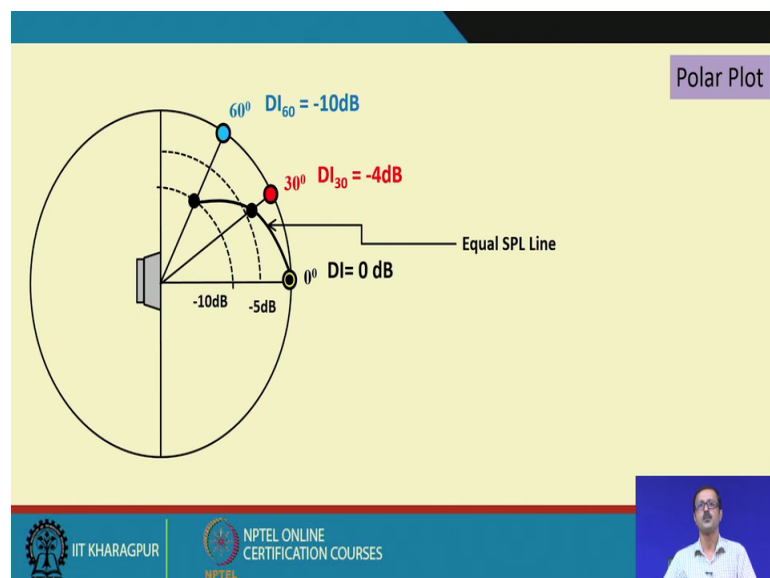 Polar Plot
60⁰ DI60 = -10dB
30⁰ DI30 = -4dB
Equal SPL Line
0⁰ DI= 0 dB
-10dB
-5dB
IIT KHARAGPUR
NPTEL ONLINE
CERTIFICATION COURSES
NPTEL